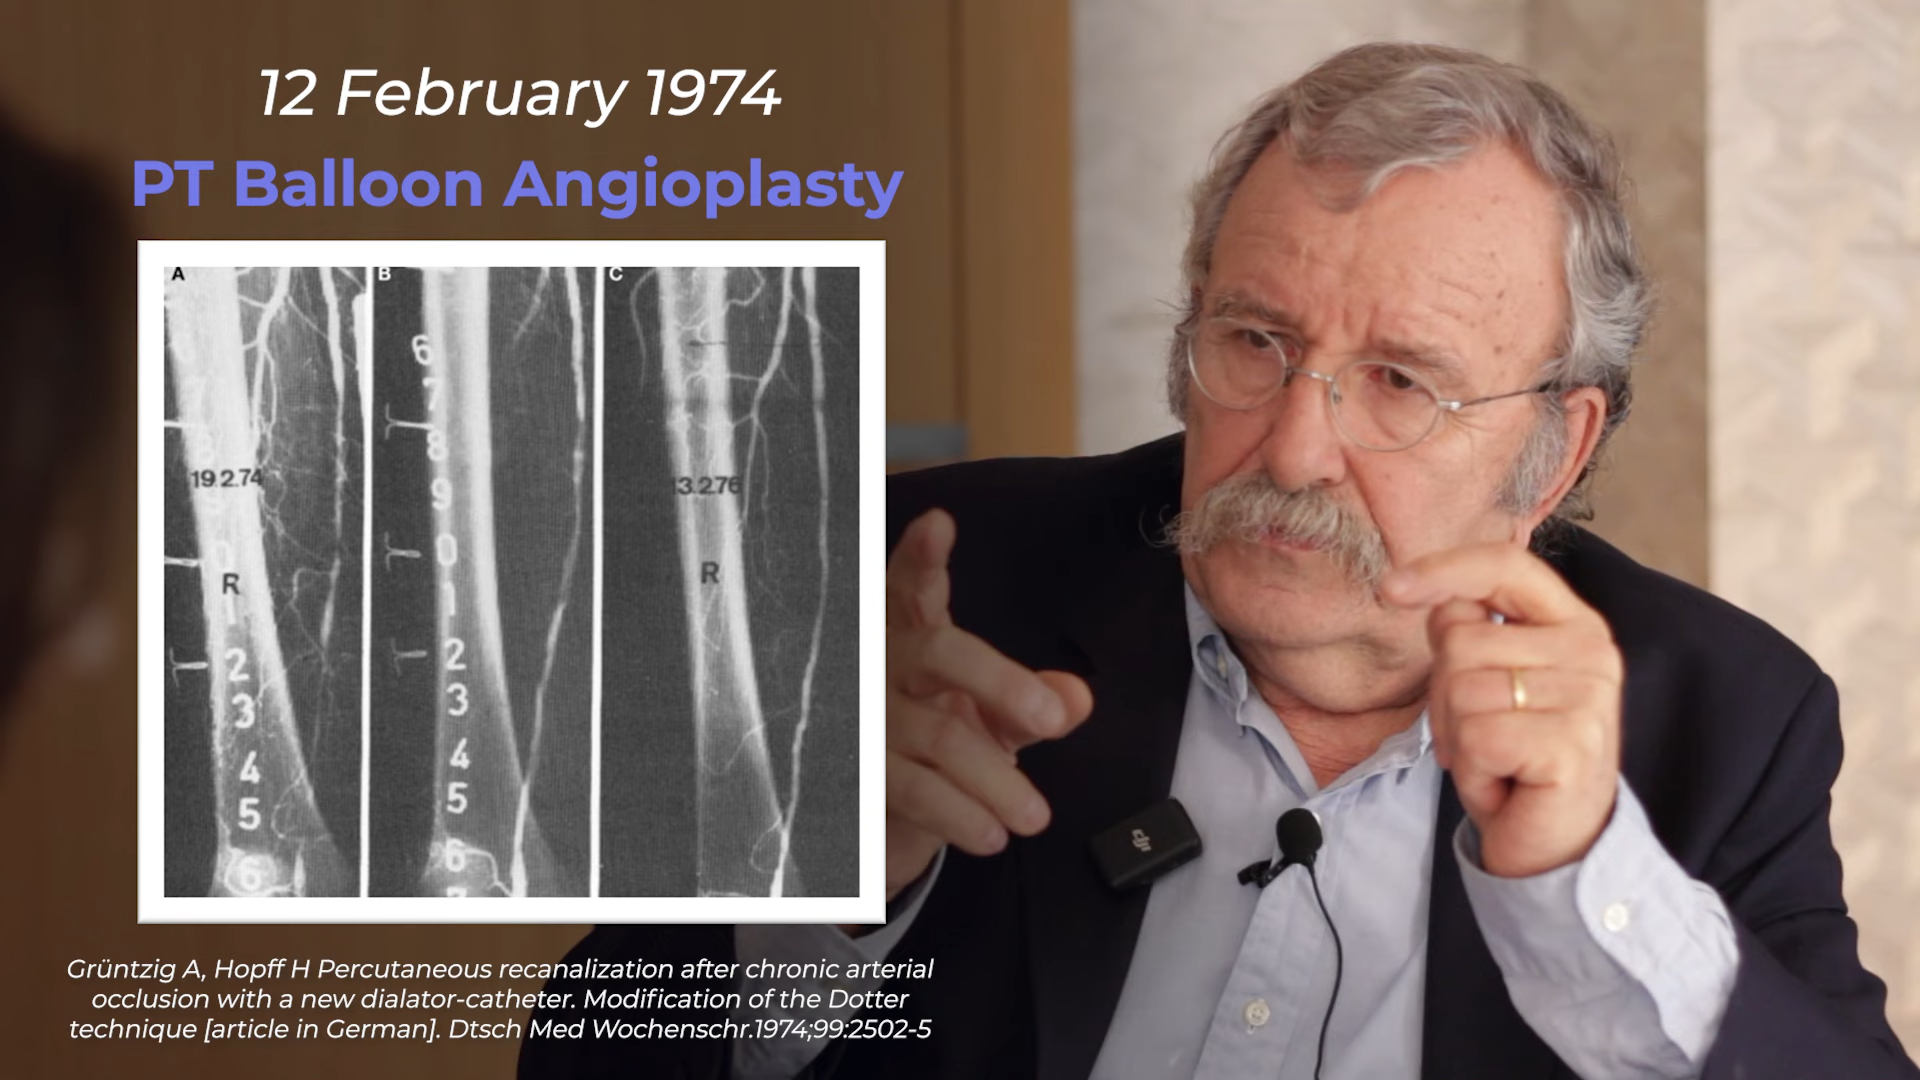 12 February 1974
PT Balloon Angioplasty
A
B
C
19.2.74
R
2
3
4
5
6
6
7
8
9
0
1
2
3
4
5
6
3.2.76
R
dji
Grüntzig A, Hopff H Percutaneous recanalization after chronic arterial
occlusion with a new dialator-catheter. Modification of the Dotter
technique [article in German]. Dtsch Med Wochenschr.1974;99:2502-5